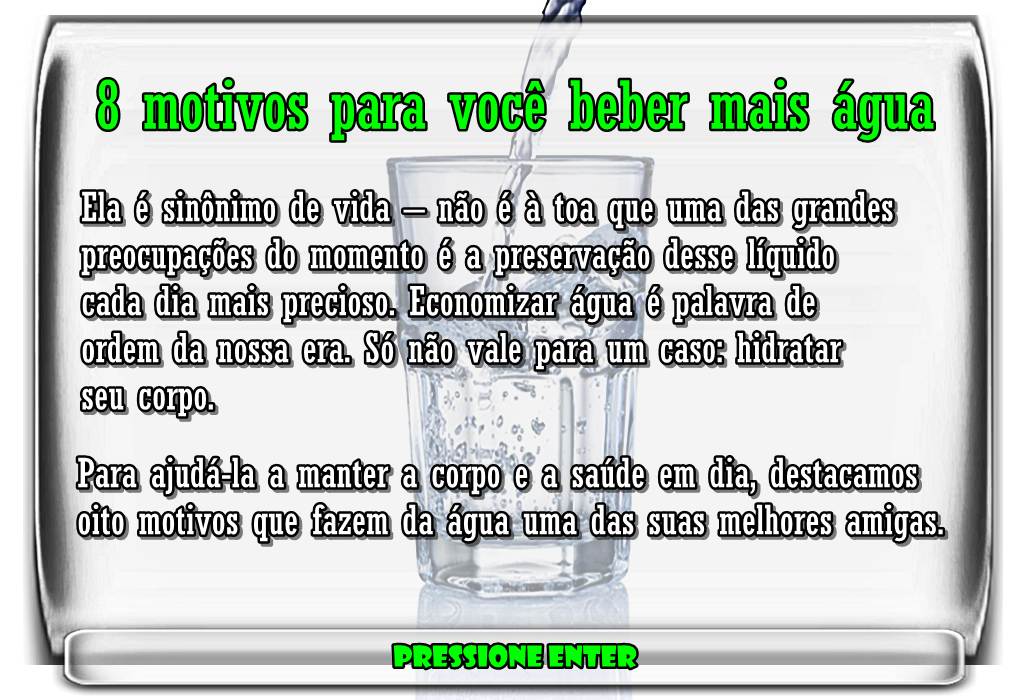 8 motivos para você beber mais água
Ela é sinônimo de vida – não é à toa que uma das grandes
preocupações do momento é a preservação desse líquido
cada dia mais precioso. Economizar água é palavra de
ordem da nossa era. Só não vale para um caso: hidratar
seu corpo.
Para ajudá-la a manter a corpo e a saúde em dia, destacamos
oito motivos que fazem da água uma das suas melhores amigas.
PRESSIONE ENTER